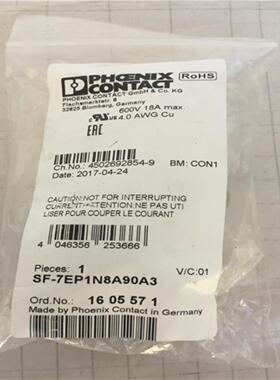 PHŒNIX
CONTACT
RoHS
PHOENIX CONTACT GmbH & Co. KG
Flachsmarktstr. 8
32825 Blomberg, Germany
600V 18A max.
c UL us 4.0 AWG Cu
EAC
Ch.No.: 4502692854-9 BM: CON1
Date: 2017-04-24
CAUTION:NOT FOR INTERRUPTING
CURRENT/ATTENTION:NE PAS UTI
LISER POUR COUPER LE COURANT
4 046356 253666
Pieces: 1
V/C:01
SF-7EP1N8A90A3
Ord.No.: 16 05 57 1
Made by Phoenix Contact in Germany